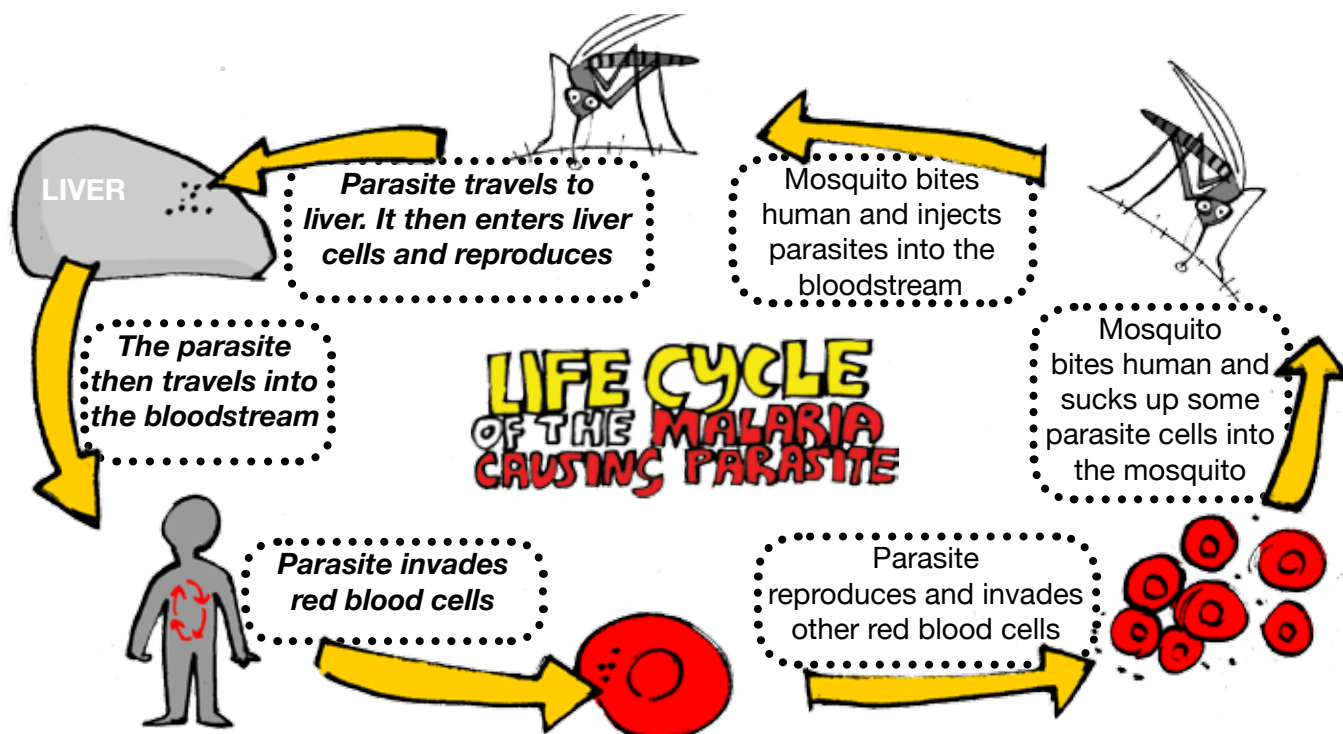 Parasite travels to
liver. It then enters liver
cells and reproduces
Mosquito bites
human and injects
parasites into the
bloodstream
LIVER
The parasite
then travels into
the bloodstream
LIFE CYCLE
OF THE MALARIA
CAUSING PARASITE
Mosquito
bites human and
sucks up some
parasite cells into
the mosquito
Parasite invades
red blood cells
Parasite
reproduces and invades
other red blood cells